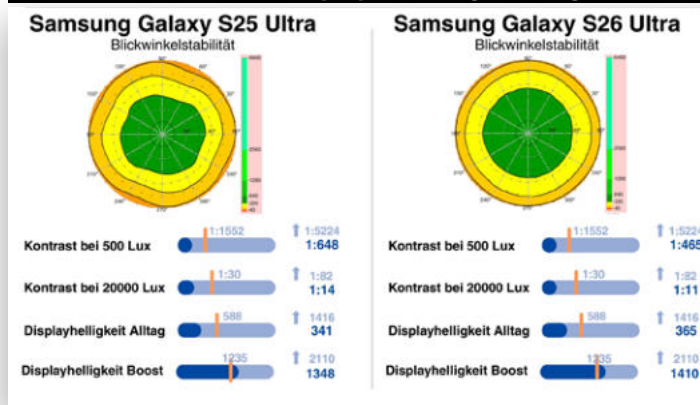 Samsung Galaxy S25 Ultra
Blickwinkelstabilität
Kontrast bei 500 Lux
1:1552
1:5224
1:648
Kontrast bei 20000 Lux
1:30
1:82
1:14
Displayhelligkeit Alltag
588
1416
341
Displayhelligkeit Boost
1235
2110
1348
Samsung Galaxy S26 Ultra
Blickwinkelstabilität
Kontrast bei 500 Lux
1:1552
1:5224
1:465
Kontrast bei 20000 Lux
1:30
1:82
1:11
Displayhelligkeit Alltag
588
1416
365
Displayhelligkeit Boost
1235
2110
1410